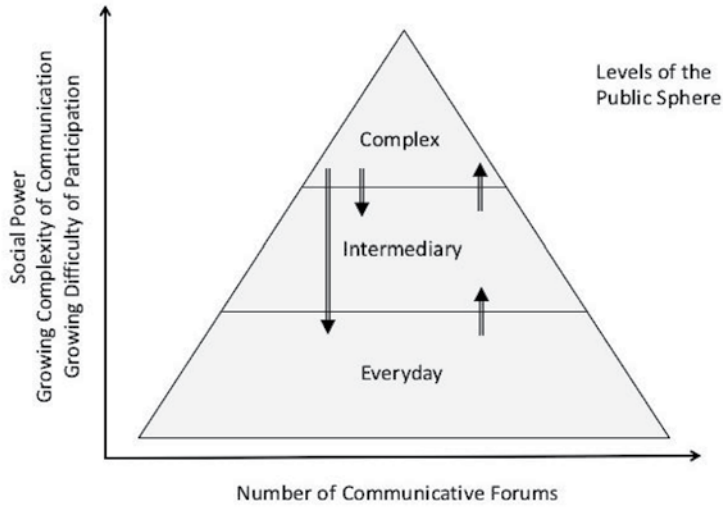 Levels of the
Public Sphere
Complex
Intermediary
Everyday
Social Power
Growing Complexity of Communication
Growing Difficulty of Participation
Number of Communicative Forums